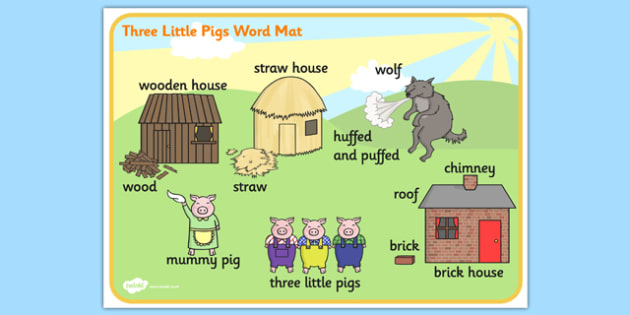 Three Little Pigs Word Mat
straw house
wolf
wooden house
huffed
and puffed
chimney
wood
straw
roof
brick
mummy pig
brick house
three little pigs
twinkl